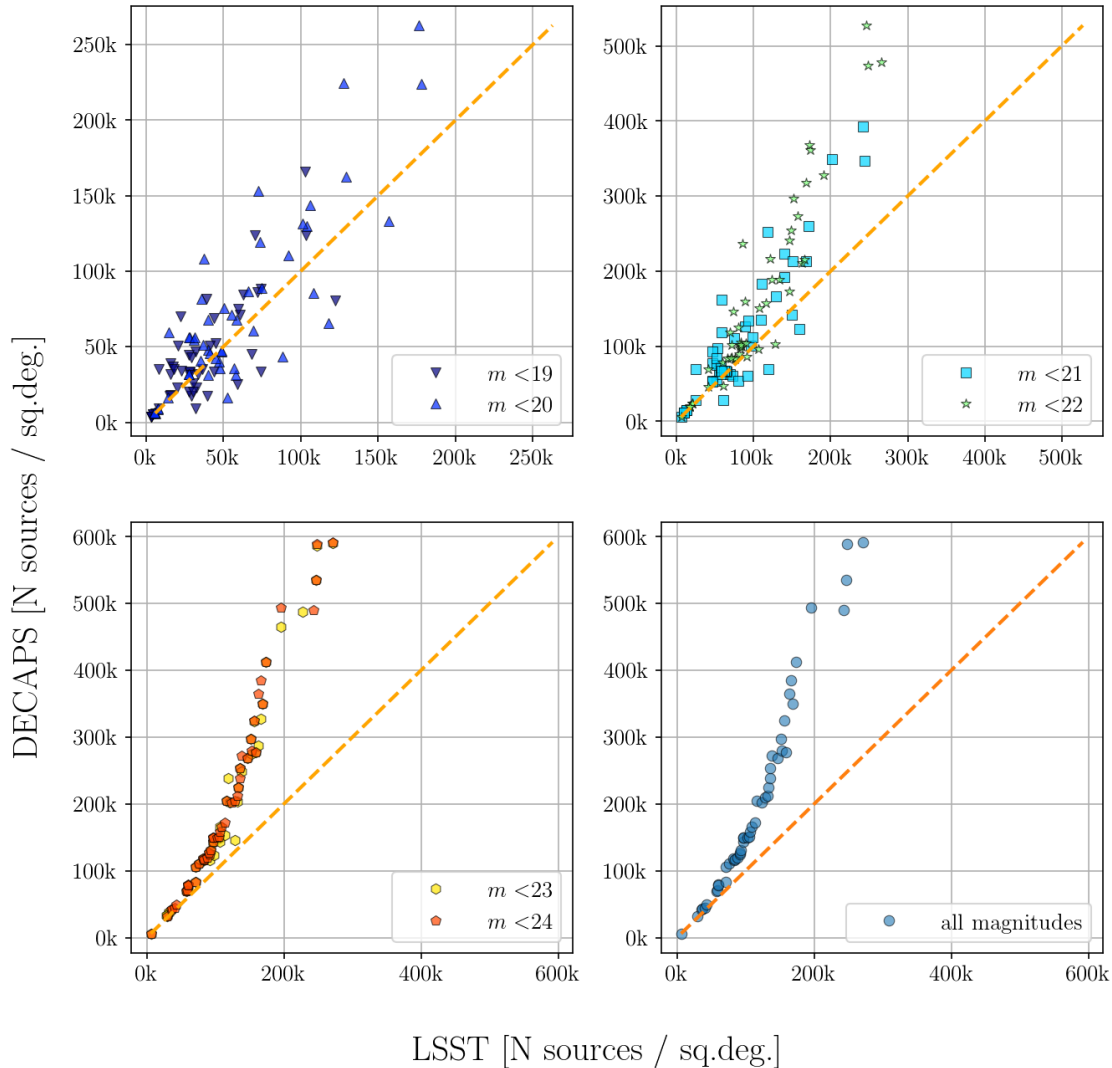 250k
200k
150k
100k
50k
0k
0k
50k
100k
150k
200k
250k
m <19
m <20
500k
400k
300k
200k
100k
0k
0k
100k
200k
300k
400k
500k
m <21
m <22
600k
500k
400k
300k
200k
100k
0k
0k
200k
400k
600k
m <23
m <24
600k
500k
400k
300k
200k
100k
0k
0k
200k
400k
600k
all magnitudes
DECAPS [N sources / sq.deg.]
LSST [N sources / sq.deg.]